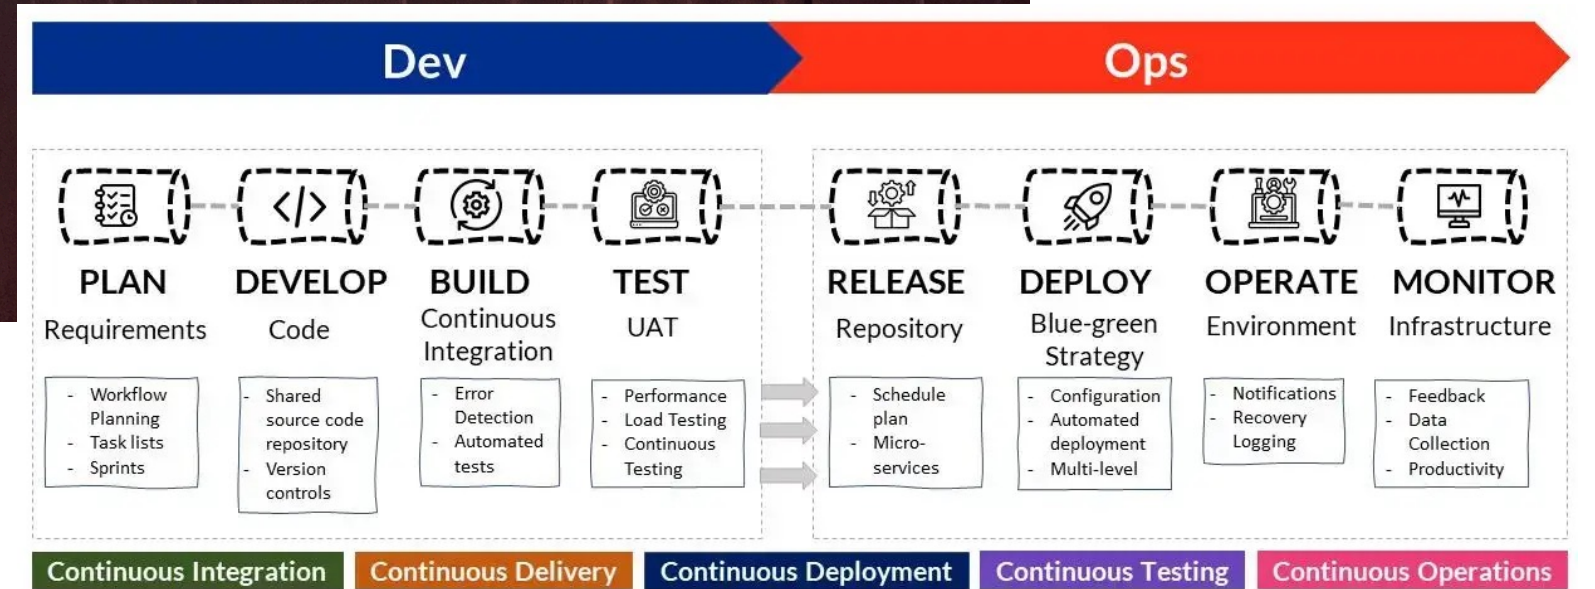 Dev
Ops
PLAN
Requirements
- Workflow
Planning
- Task lists
- Sprints
DEVELOP
Code
- Shared
source code
repository
- Version
controls
BUILD
Continuous
Integration
- Error
Detection
- Automated
tests
TEST
UAT
- Performance
- Load Testing
- Continuous
Testing
RELEASE
Repository
- Schedule
plan
- Micro-
services
DEPLOY
Blue-green
Strategy
- Configuration
- Automated
deployment
- Multi-level
OPERATE
Environment
- Notifications
- Recovery
Logging
MONITOR
Infrastructure
- Feedback
- Data
Collection
- Productivity
Continuous Integration
Continuous Delivery
Continuous Deployment
Continuous Testing
Continuous Operations